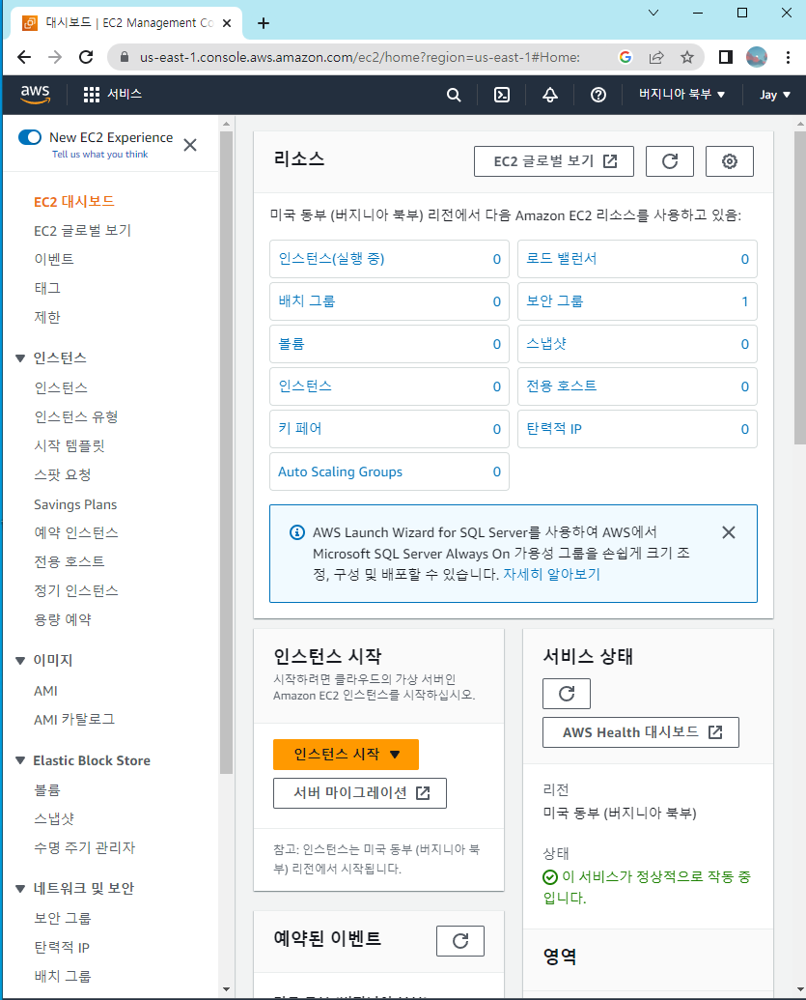 대시보드 | EC2 Management Co
us-east-1.console.aws.amazon.com/ec2/home?region=us-east-1#Home:
aws
서비스
버지니아 북부 ▼
Jay ▼
New EC2 Experience
Tell us what you think
EC2 대시보드
EC2 글로벌 보기
이벤트
태그
제한
▼ 인스턴스
인스턴스
인스턴스 유형
시작 템플릿
스팟 요청
Savings Plans
예약 인스턴스
전용 호스트
정기 인스턴스
용량 예약
▼ 이미지
AMI
AMI 카탈로그
▼ Elastic Block Store
볼륨
스냅샷
수명 주기 관리자
▼ 네트워크 및 보안
보안 그룹
탄력적 IP
배치 그룹
리소스
EC2 글로벌 보기
미국 동부 (버지니아 북부) 리전에서 다음 Amazon EC2 리소스를 사용하고 있음:
인스턴스(실행 중) 0
로드 밸런서 0
배치 그룹 0
보안 그룹 1
볼륨 0
스냅샷 0
인스턴스 0
전용 호스트 0
키 페어 0
탄력적 IP 0
Auto Scaling Groups 0
AWS Launch Wizard for SQL Server를 사용하여 AWS에서
Microsoft SQL Server Always On 가용성 그룹을 손쉽게 크기 조
정, 구성 및 배포할 수 있습니다. 자세히 알아보기
인스턴스 시작
시작하려면 클라우드의 가상 서버인
Amazon EC2 인스턴스를 시작하십시오.
인스턴스 시작 ▼
서버 마이그레이션
참고: 인스턴스는 미국 동부 (버지니아 북
부) 리전에서 시작됩니다.
예약된 이벤트
서비스 상태
AWS Health 대시보드
리전
미국 동부 (버지니아 북부)
상태
이 서비스가 정상적으로 작동 중
입니다.
영역